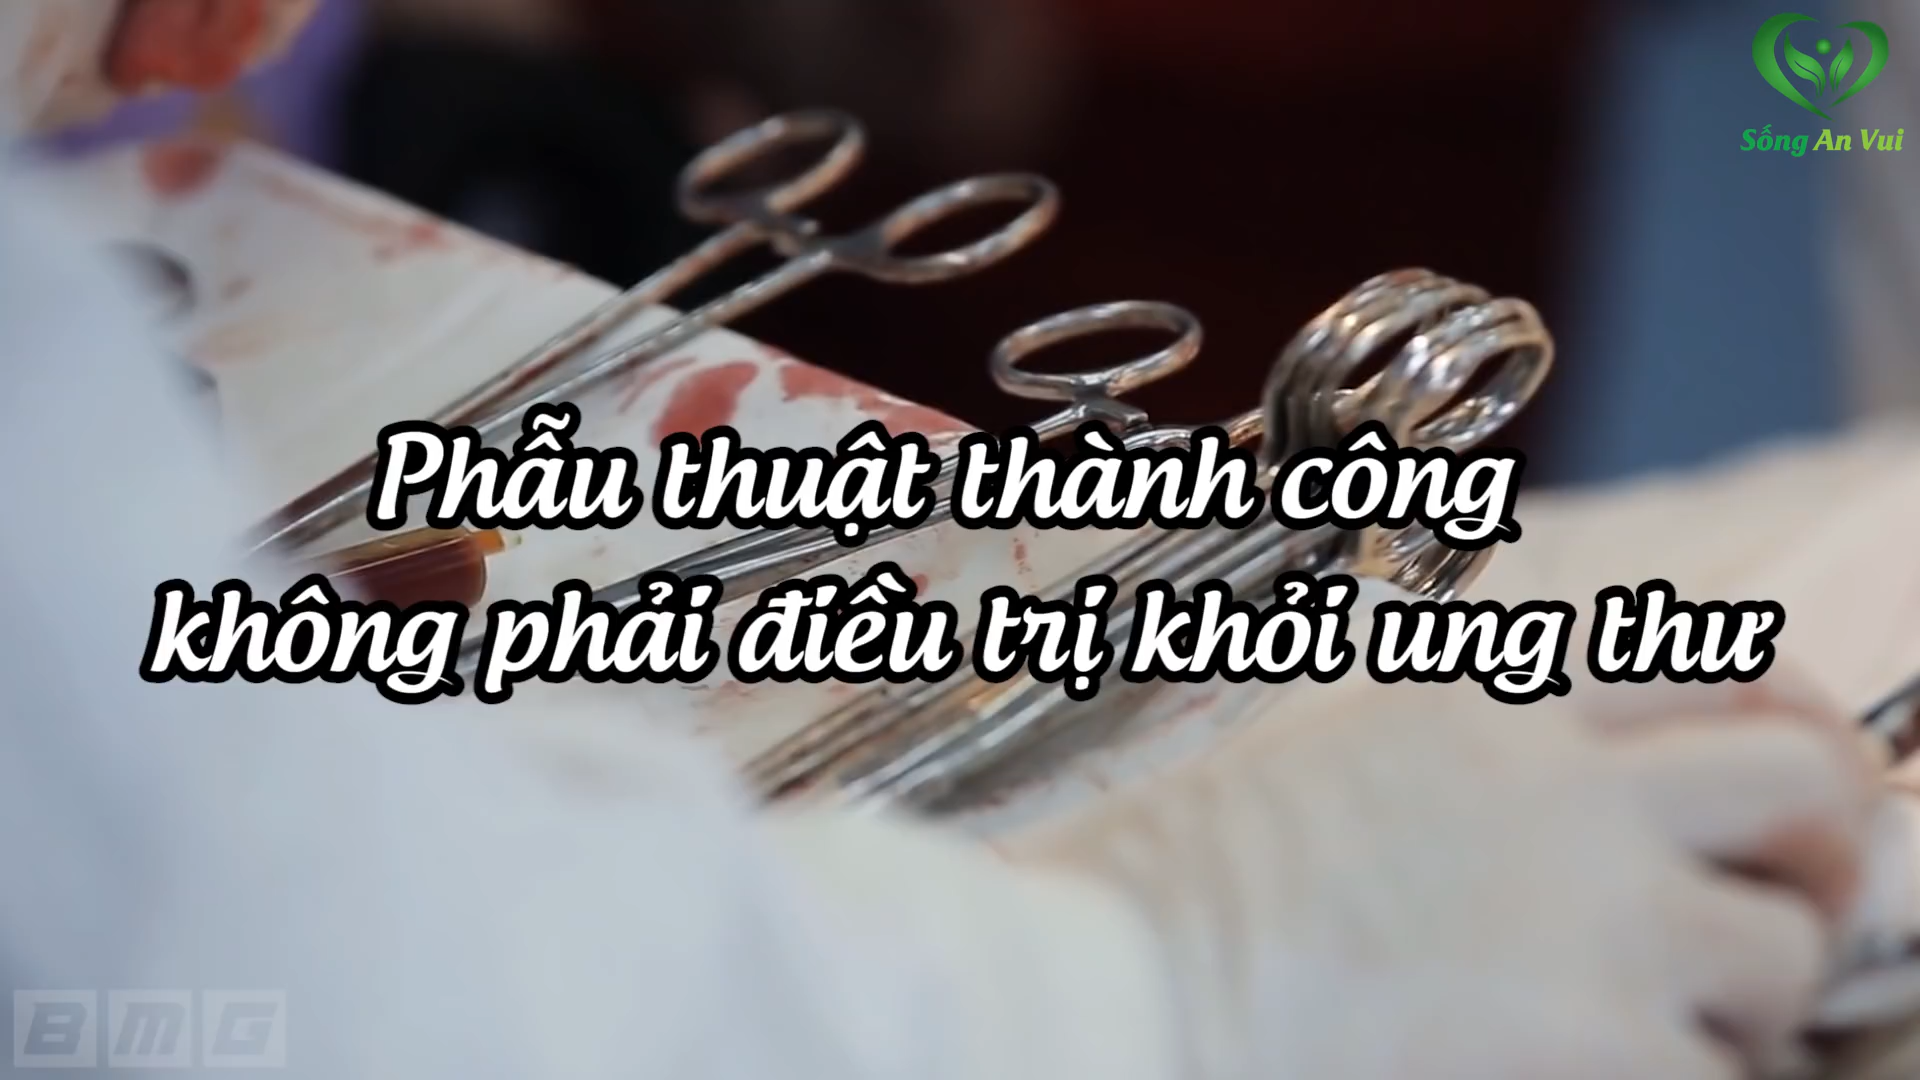 Sống An Vui
Phẫu thuật thành công
không phải điều trị khỏi ung thư
BMG